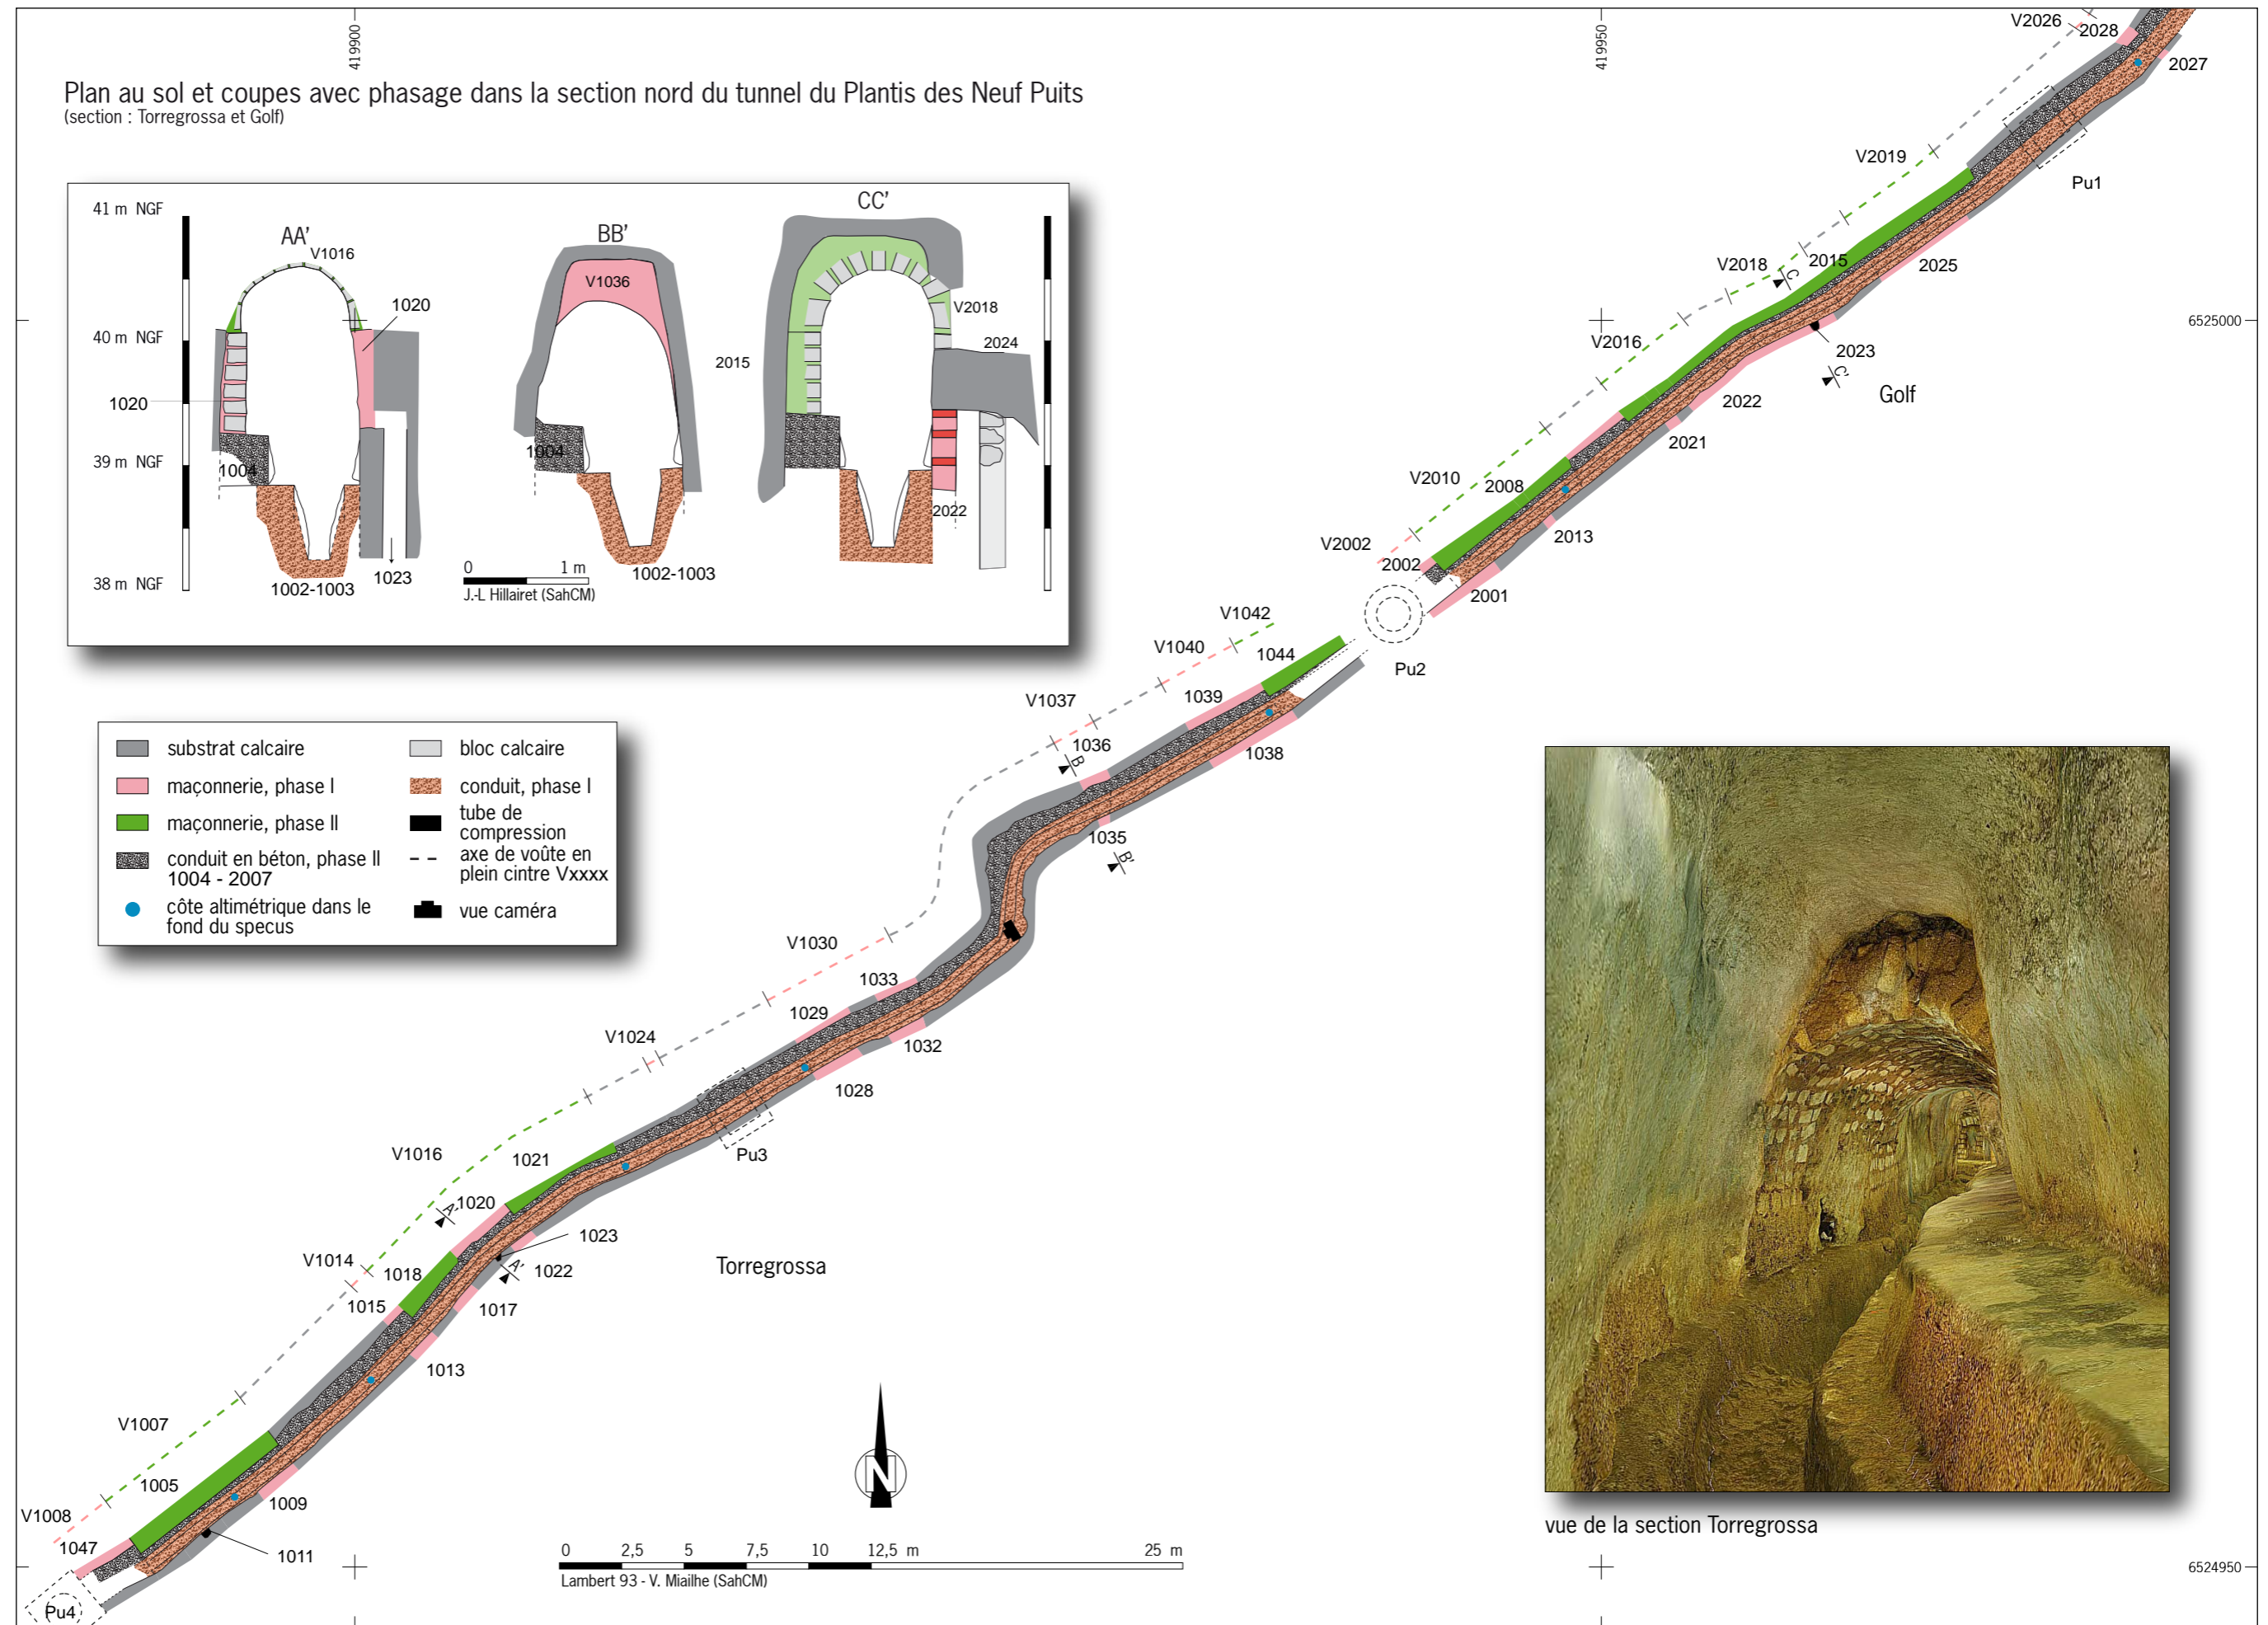 Plan au sol et coupes avec phasage dans la section nord du tunnel du Plantis des Neuf Puits
(section : Torregrossa et Golf)
419900
419950
6525000
6524950
41 m NGF
40 m NGF
1020
39 m NGF
38 m NGF
AA'
V1016
1020
1004
1002-1003
1023
BB'
V1036
1004
1002-1003
0 1 m
J.-L Hillairet (SahCM)
CC'
2015
V2018
2024
2022
substrat calcaire
maçonnerie, phase I
maçonnerie, phase II
conduit en béton, phase II
1004 - 2007
côte altimétrique dans le
fond du specus
bloc calcaire
conduit, phase I
tube de
compression
axe de voûte en
plein cintre Vxxxx
vue caméra
V2026
2028
2027
V2019
Pu1
V2018
C
2015
2025
V2016
2023
C'
Golf
2022
2021
V2010
2008
2013
V2002
2002
2001
Pu2
V1042
V1040
1044
V1037
1039
1036
B
1038
1035
B'
V1030
1033
1029
1032
V1024
1028
Pu3
V1016
1021
1020
A
1023
A'
1022
Torregrossa
V1014
1018
1015
1017
1013
V1007
1005
1009
V1008
1047
1011
Pu4
N
0 2,5 5 7,5 10 12,5 m 25 m
Lambert 93 - V. Miailhe (SahCM)
vue de la section Torregrossa